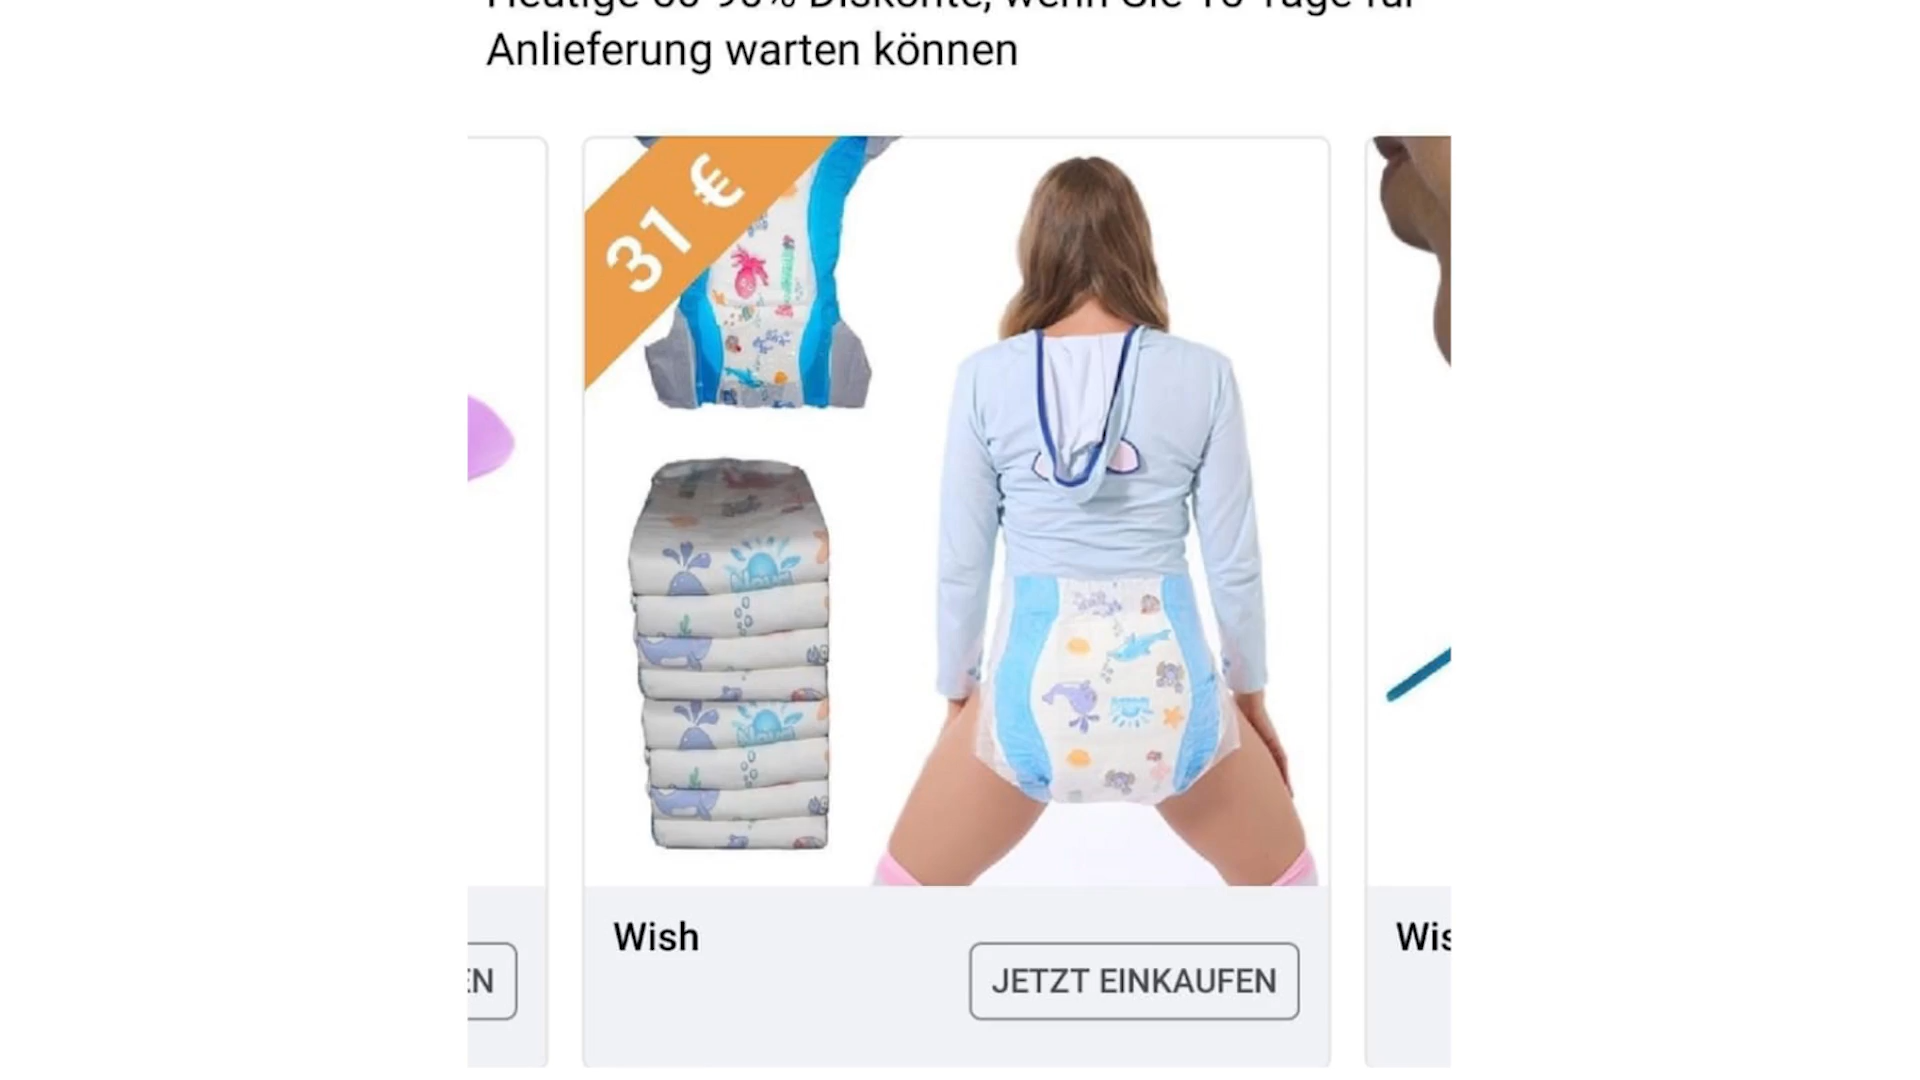 Anlieferung warten können
31 €
Wish
JETZT EINKAUFEN
EN
Wis